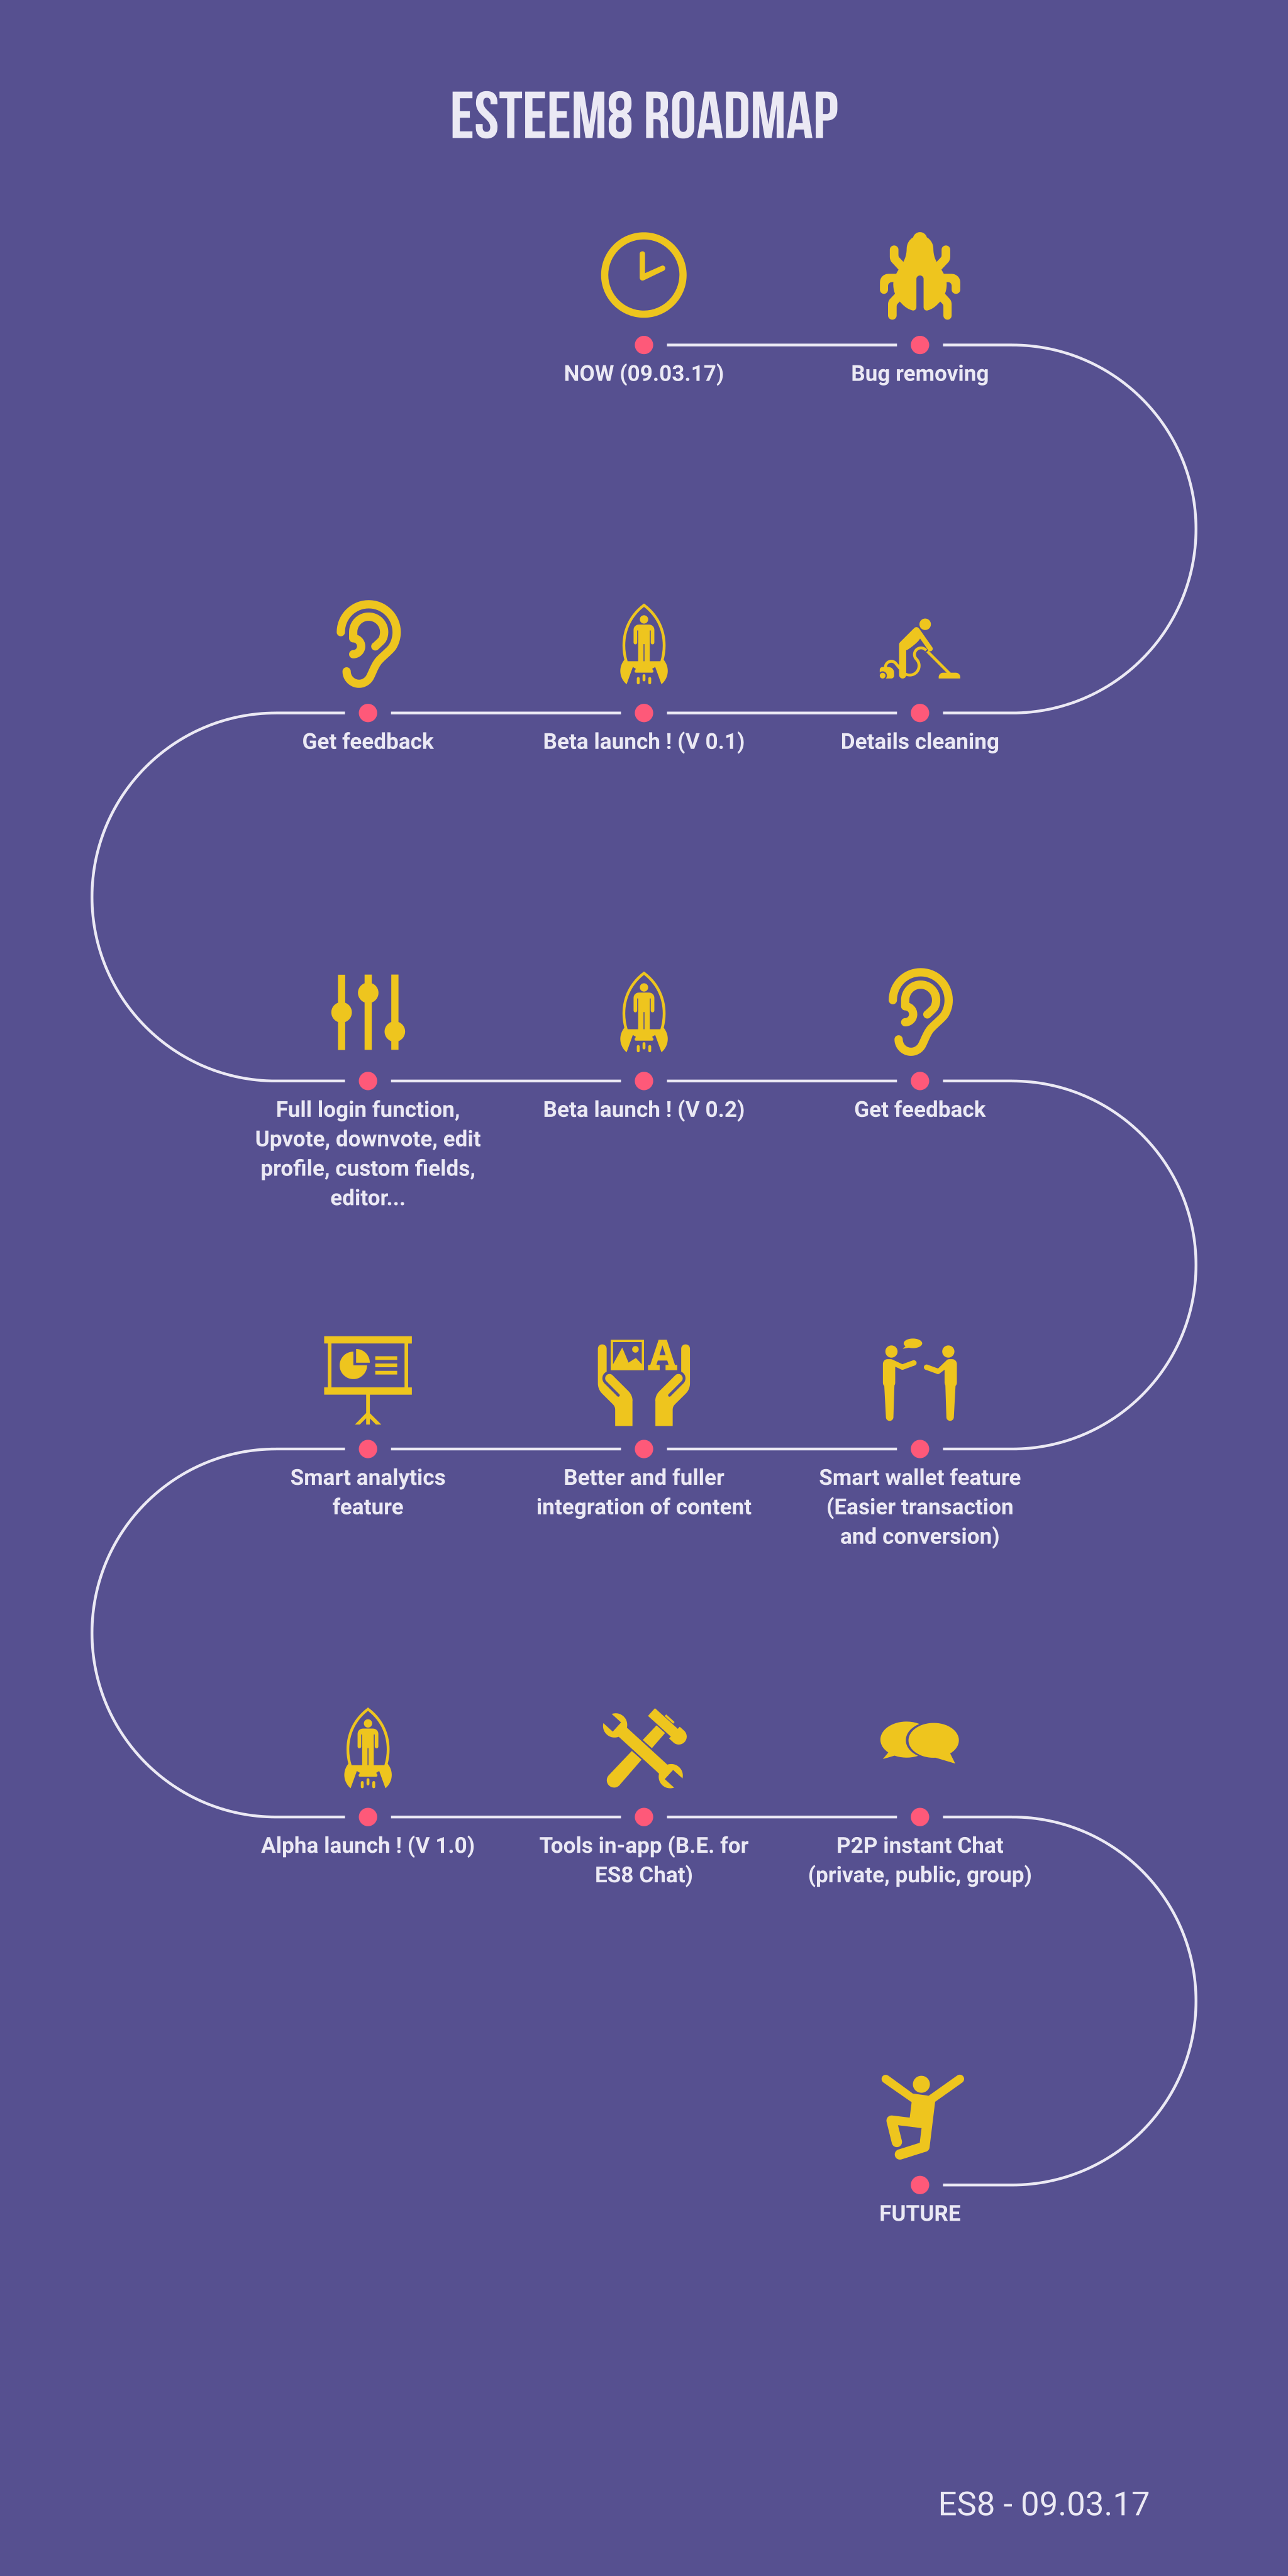 ESTEEM8 ROADMAP
NOW (09.03.17)
Bug removing
Get feedback
Beta launch ! (V 0.1)
Details cleaning
Full login function,
Upvote, downvote, edit
profile, custom fields,
editor...
Beta launch ! (V 0.2)
Get feedback
Smart analytics
feature
Better and fuller
integration of content
Smart wallet feature
(Easier transaction
and conversion)
Alpha launch ! (V 1.0)
Tools in-app (B.E. for
ES8 Chat)
P2P instant Chat
(private, public, group)
FUTURE
ES8 - 09.03.17